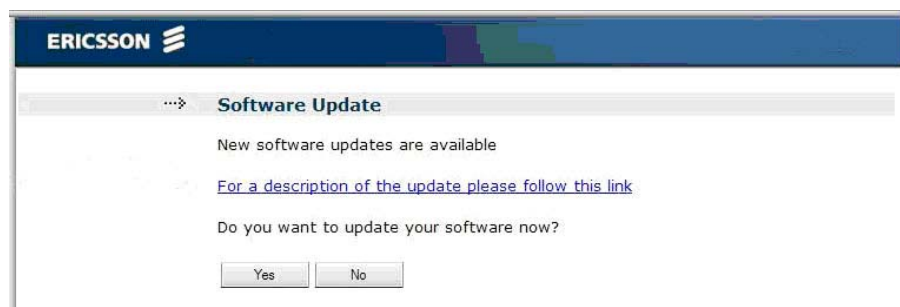 ERICSSON
Software Update
New software updates are available
For a description of the update please follow this link
Do you want to update your software now?
Yes No